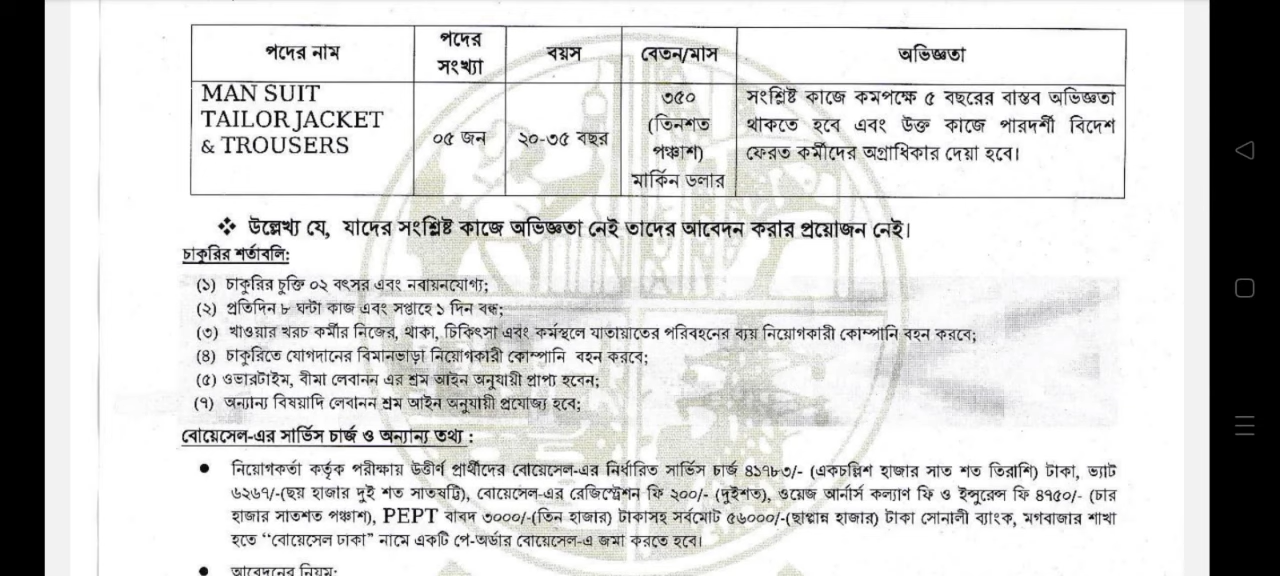 পদের নাম
পদের সংখ্যা
বয়স
বেতন/মাস
অভিজ্ঞতা
MAN SUIT
TAILOR JACKET
& TROUSERS
০৫ জন
২০-৩৫ বছর
৩৫০
(তিনশত
পঞ্চাশ)
মার্কিন ডলার
সংশ্লিষ্ট কাজে কমপক্ষে ৫ বছরের বাস্তব অভিজ্ঞতা
থাকতে হবে এবং উক্ত কাজে পারদর্শী বিদেশ
ফেরত কর্মীদের অগ্রাধিকার দেয়া হবে।
❖ উল্লেখ্য যে, যাদের সংশ্লিষ্ট কাজে অভিজ্ঞতা নেই তাদের আবেদন করার প্রয়োজন নেই।
চাকুরির শর্তাবলি:
(১) চাকুরির চুক্তি ০২ বৎসর এবং নবায়নযোগ্য;
(২) প্রতিদিন ৮ ঘন্টা কাজ এবং সপ্তাহে ১ দিন বন্ধ;
(৩) খাওয়ার খরচ কর্মীর নিজের, থাকা, চিকিৎসা এবং কর্মস্থলে যাতায়াতের পরিবহনের ব্যয় নিয়োগকারী কোম্পানি বহন করবে;
(৪) চাকুরিতে যোগদানের বিমানভাড়া নিয়োগকারী কোম্পানি বহন করবে;
(৫) ওভারটাইম, বীমা লেবানন এর শ্রম আইন অনুযায়ী প্রাপ্য হবেন;
(৭) অন্যান্য বিষয়াদি লেবানন শ্রম আইন অনুযায়ী প্রযোজ্য হবে;
বোয়েসেল-এর সার্ভিস চার্জ ও অন্যান্য তথ্য :
● নিয়োগকর্তা কর্তৃক পরীক্ষায় উত্তীর্ণ প্রার্থীদের বোয়েসেল-এর নির্ধারিত সার্ভিস চার্জ ৪১৭৮৩/- (একচল্লিশ হাজার সাত শত তিরাশি) টাকা, ভ্যাট
৬২৬৭/-(ছয় হাজার দুই শত সাতষট্টি), বোয়েসেল-এর রেজিস্ট্রেশন ফি ২০০/- (দুইশত), ওয়েজ আর্নার্স কল্যাণ ফি ও ইন্সুরেন্স ফি ৪৭৫০/- (চার
হাজার সাতশত পঞ্চাশ), PEPT বাবদ ৩০০০/-(তিন হাজার) টাকাসহ সর্বমোট ৫৬০০০/-(ছাপ্পান্ন হাজার) টাকা সোনালী ব্যাংক, মগবাজার শাখা
হতে “বোয়েসেল ঢাকা” নামে একটি পে-অর্ডার বোয়েসেল-এ জমা করতে হবে।
● আবেদনের নিয়ম: